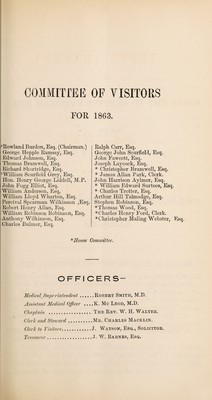 COMMITTEE OF VISITORS
FOR 1863.
*Rowland Burdon, Esq. (Chairman.)
George Hopple Ramsay, Esq.
Edward Johnson, Esq.
Thomas Bramwell, Esq.
Richard Shortridge, Esq.
*William Scurfield Grey, Esq.
Hon. Henry George Liddell, M.P.
John Fogg Elliot, Esq.
William Anderson, Esq.
William Lloyd Wharton, Esq.
Percival Spearman Wilkinson, Esq.
Robert Henry Allan, Esq.
William Robinson Robinson, Esq.
Anthony Wilkinson, Esq.
Charles Balmer, Esq.
Ralph Carr, Esq.
George John Scurfield, Esq.
John Fawcett, Esq.
Joseph Laycock, Esq.
* Christopher Bramwell, Esq.
* James Allan Park, Clerk.
John Harrison Aylmer, Esq.
* William Edward Surtees, Esq.
* Charles Trotter, Esq.
Arthur Hill Talmadge, Esq.
Stephen Robinson, Esq.
*Thomas Wood, Esq.
*Charles Henry Ford, Clerk.
*Christopher Maling Webster, Esq.
*Home Committee.
OFFICERS—
Medical Superintendent ...... ROBERT SMITH, M.D.
Assistant Medical Officer .... K. MC LEOD, M.D.
Chaplain .................. THE REV. W. H. WALTER.
Clerk and Steward .......... MR. CHARLES MACKLIN.
Clerk to Visitors ............ J. WATSON, ESQ., SOLICITOR.
Treasurer .................. J. W. BARNES, ESQ.